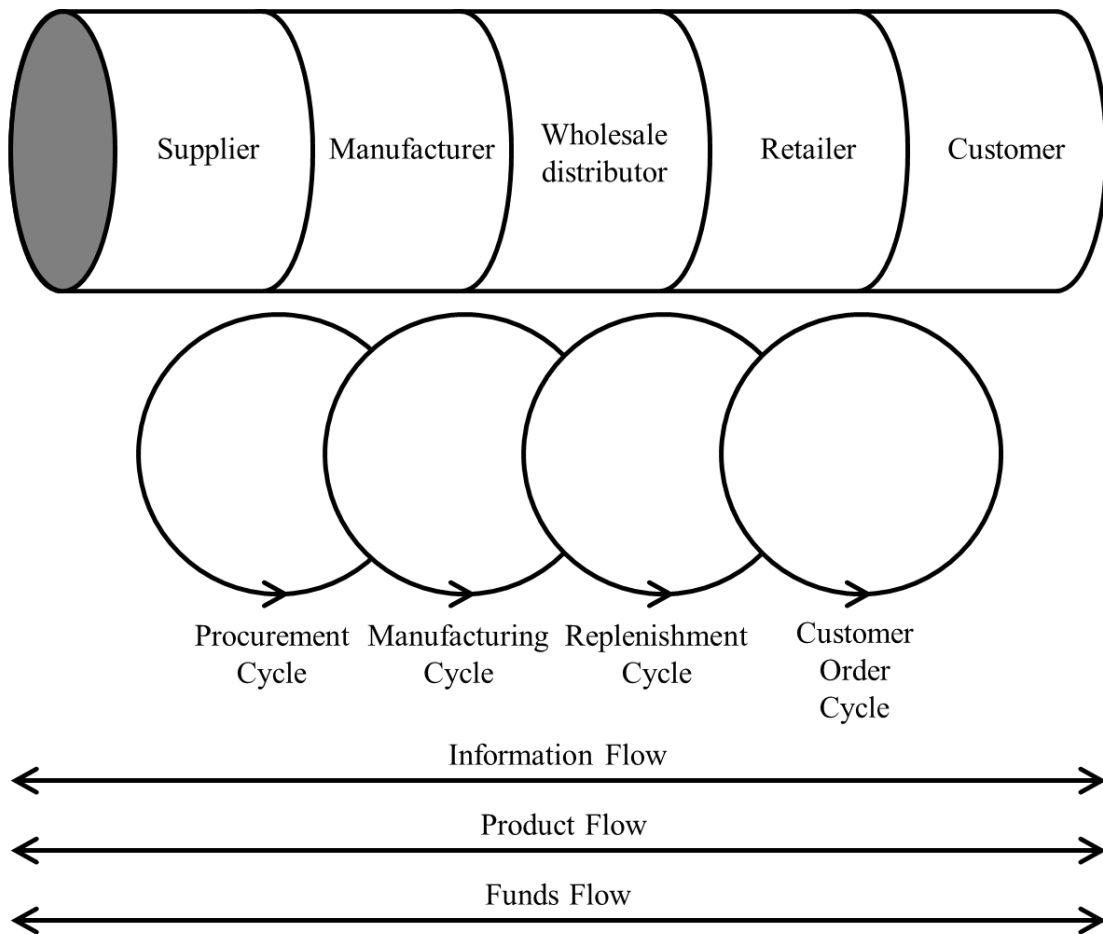 Supplier
Manufacturer
Wholesale
distributor
Retailer
Customer
Procurement
Cycle
Manufacturing
Cycle
Replenishment
Cycle
Customer
Order
Cycle
Information Flow
Product Flow
Funds Flow